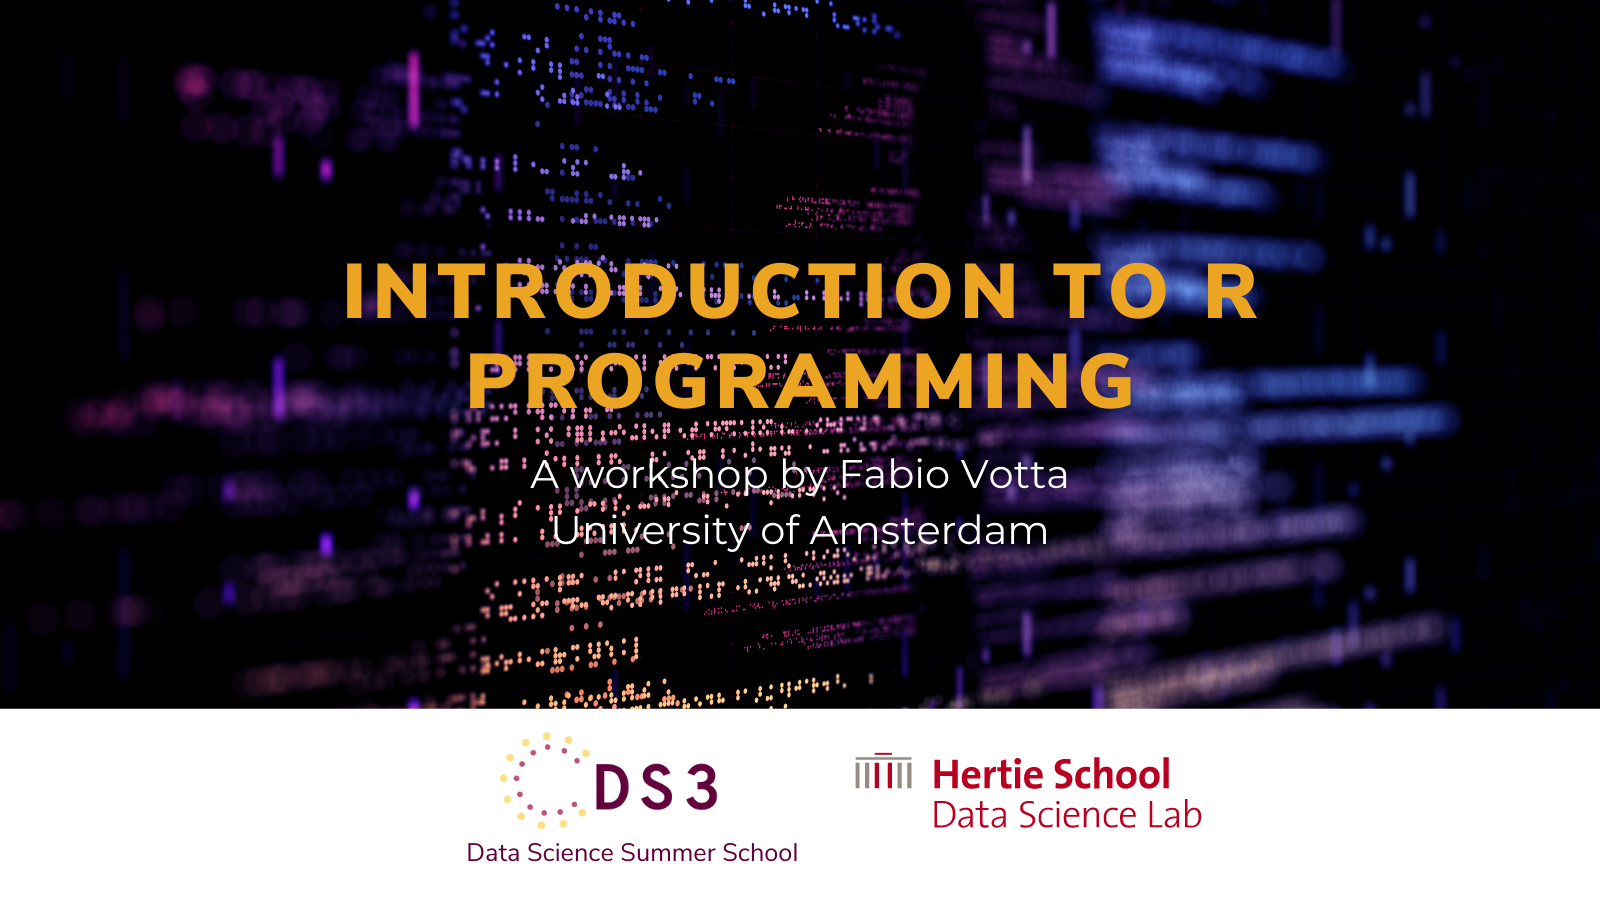 INTRODUCTION TO R
PROGRAMMING
A workshop by Fabio Votta
University of Amsterdam
DS3
Data Science Summer School
Hertie School
Data Science Lab